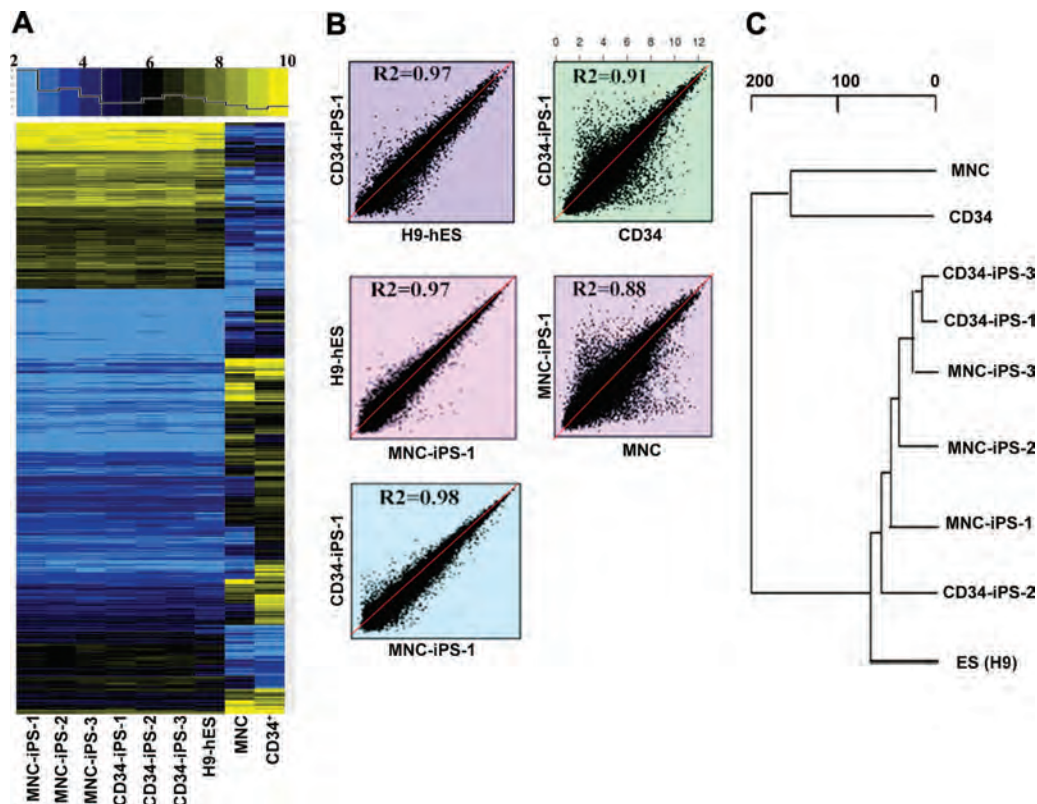 A
2 4 6 8 10
MNC-iPS-1
MNC-iPS-2
MNC-iPS-3
CD34-iPS-1
CD34-iPS-2
CD34-iPS-3
H9-hES
MNC
CD34+
B
R2=0.97
CD34-iPS-1
H9-hES
0 2 4 6 8 10 12
R2=0.91
CD34-iPS-1
CD34
R2=0.97
H9-hES
MNC-iPS-1
R2=0.88
MNC-iPS-1
MNC
R2=0.98
CD34-iPS-1
MNC-iPS-1
C
200 100 0
MNC
CD34
CD34-iPS-3
CD34-iPS-1
MNC-iPS-3
MNC-iPS-2
MNC-iPS-1
CD34-iPS-2
ES (H9)